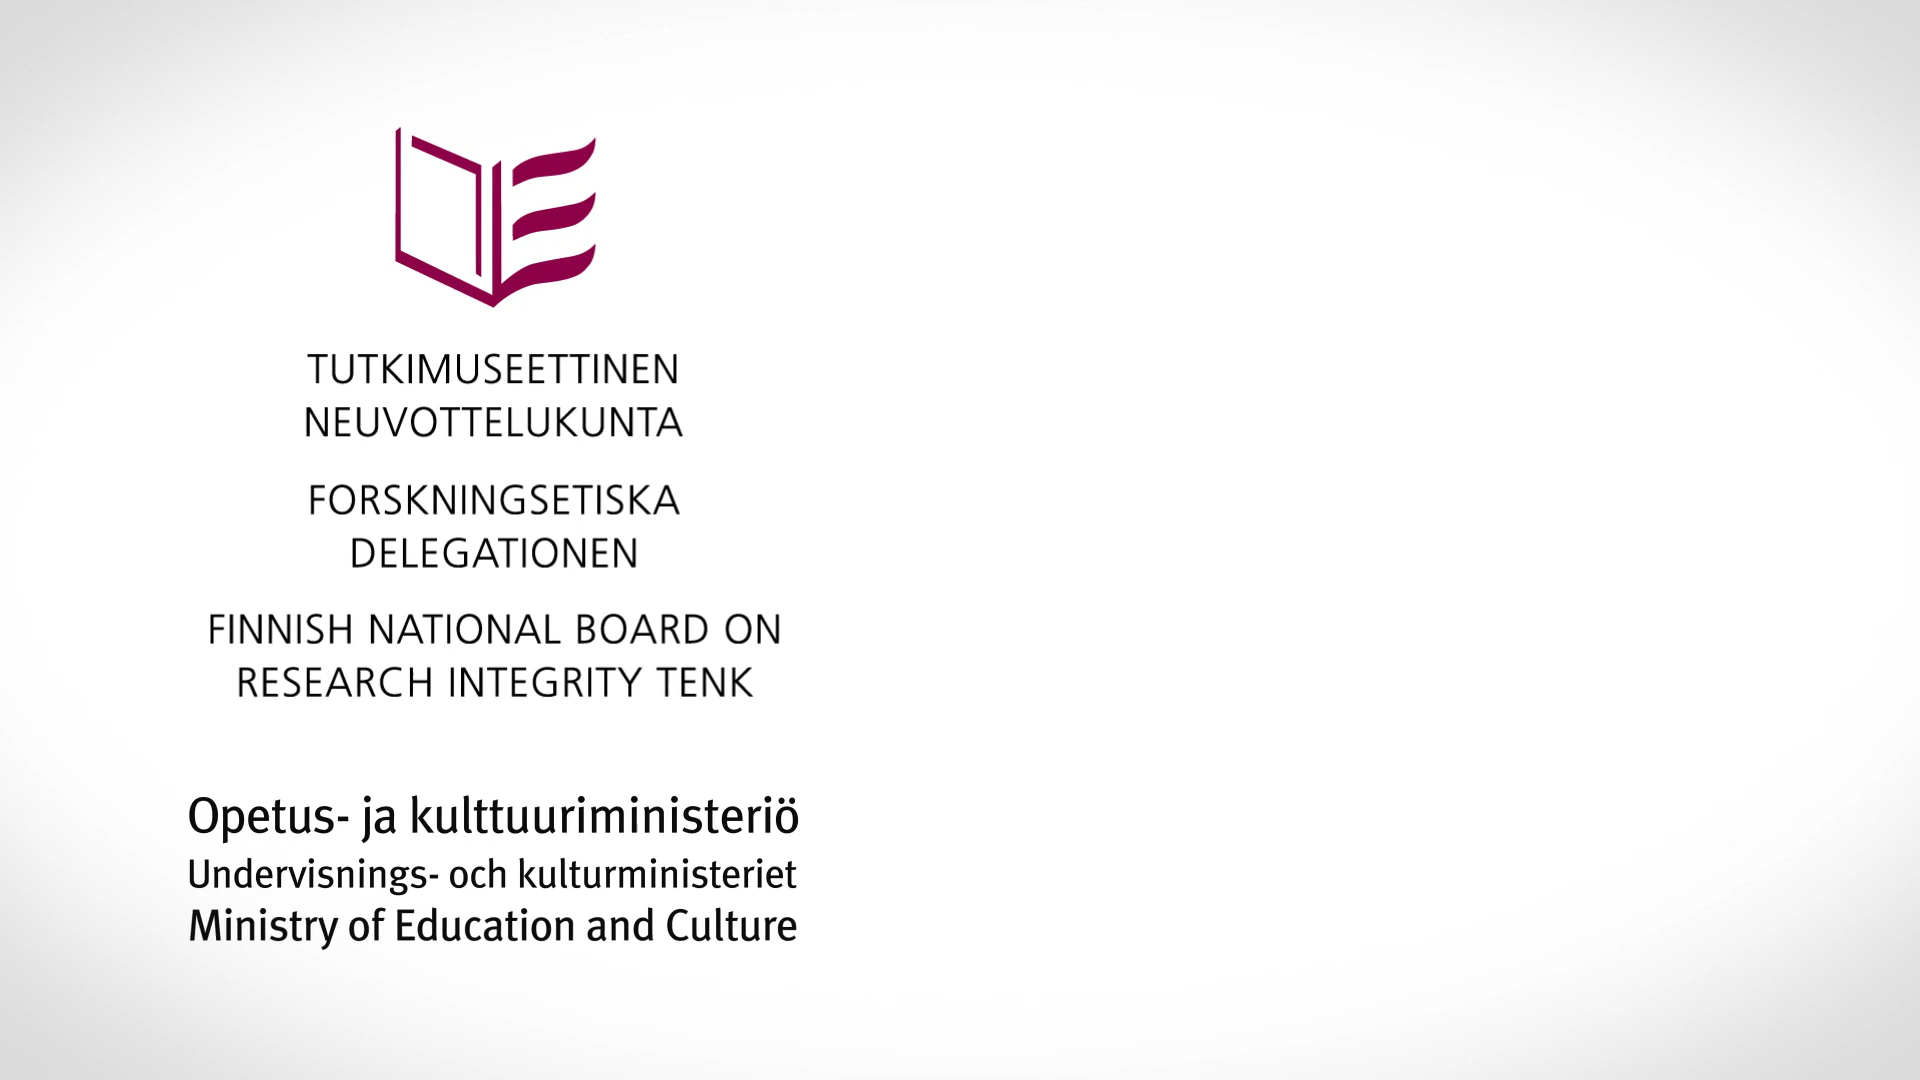 TUTKIMUSEETTINEN
NEUVOTTELUKUNTA
FORSKNINGSETISKA
DELEGATIONEN
FINNISH NATIONAL BOARD ON
RESEARCH INTEGRITY TENK
Opetus- ja kulttuuriministeriö
Undervisnings- och kulturministeriet
Ministry of Education and Culture